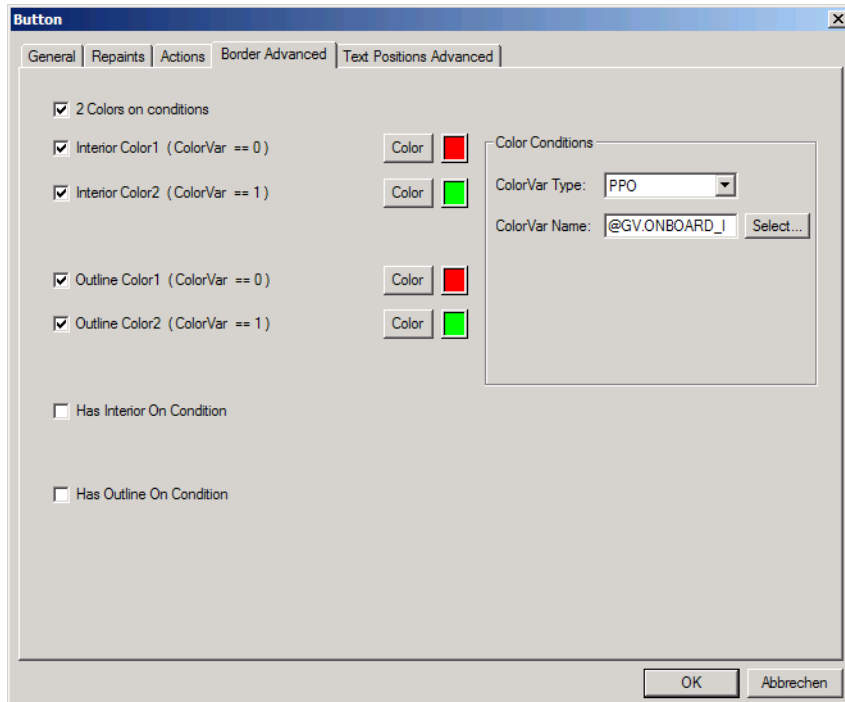 Button
General Repaints Actions Border Advanced Text Positions Advanced
2 Colors on conditions
Interior Color1 ( ColorVar == 0 ) Color
Interior Color2 ( ColorVar == 1 ) Color
Outline Color1 ( ColorVar == 0 ) Color
Outline Color2 ( ColorVar == 1 ) Color
Has Interior On Condition
Has Outline On Condition
Color Conditions
ColorVar Type: PPO
ColorVar Name: @GV.ONBOARD_I Select...
OK Abbrechen